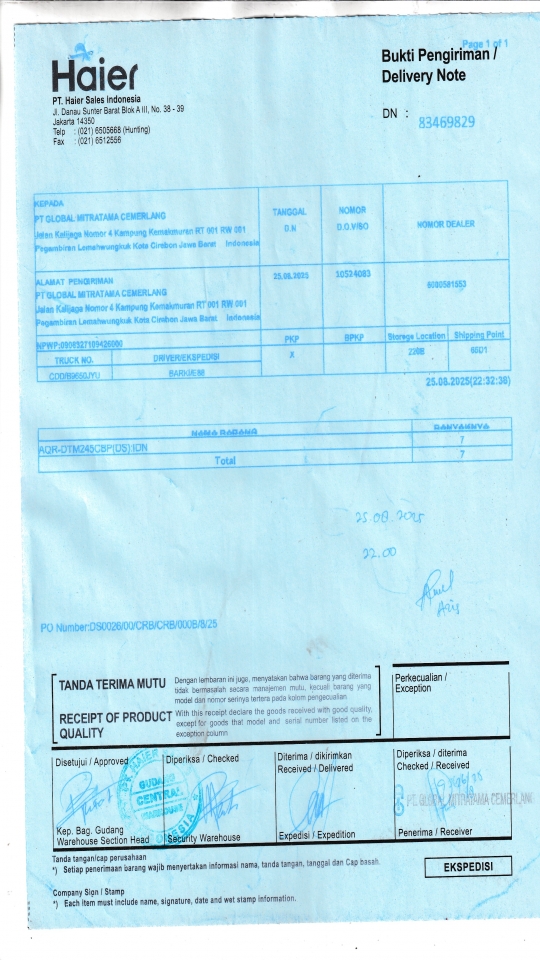 Page 1 of 1
Haier
Bukti Pengiriman /
Delivery Note
PT. Haier Sales Indonesia
Jl. Danau Sunter Barat Blok A III, No. 38 - 39
Jakarta 14350
Telp : (021) 6505668 (Hunting)
Fax : (021) 6512556
DN : 83469829
KEPADA
PT GLOBAL MITRATAMA CEMERLANG
Jalan Kalijaga Nomor 4 Kampung Kemakmuran RT 001 RW 001
Pegambiran Lemahwungkuk Kota Cirebon Jawa Barat Indonesia
TANGGAL
D.N
NOMOR
D.O.V/SO
NOMOR DEALER
ALAMAT PENGIRIMAN
PT GLOBAL MITRATAMA CEMERLANG
Jalan Kalijaga Nomor 4 Kampung Kemakmuran RT 001 RW 001
Pegambiran Lemahwungkuk Kota Cirebon Jawa Barat Indonesia
25.08.2025
10524083
6080581553
PKP
BPKP
Storage Location
Shipping Point
TRUCK NO.
DRIVER/EKSPEDISI
X
25.08.2025(22:32:38)
NAMA BARANG
BANYAKNYA
AQR-DTM245CBP(DS) IDN
7
Total
7
25.08.2025
22.00
Azis
PO Number:DS0026/00/CRB/CRB/000B/8/25
TANDA TERIMA MUTU
Dengan lembaran ini juga, menyatakan bahwa barang yang diterima
tidak bermasalah secara manajemen mutu, kecuali barang yang
model dan nomor serinya tertera pada kolom pengecualian
RECEIPT OF PRODUCT
QUALITY
With this receipt declare the goods received with good quality,
except for goods that model and serial number listed on the
exception column
Perkecualian /
Exception
Disetujui / Approved
Diperiksa / Checked
Diterima / dikirimkan
Received / Delivered
Diperiksa / diterima
Checked / Received
HAIER
GUDANG
CENTRAL
PT. GLOBAL MITRATAMA CEMERLANG
Kep. Bag. Gudang
Warehouse Section Head
Security Warehouse
Expedisi / Expedition
Penerima / Receiver
Tanda tangan/cap perusahaan
*) Setiap penerimaan barang wajib menyertakan informasi nama, tanda tangan, tanggal dan Cap basah.
EKSPEDISI
Company Sign / Stamp
*) Each item must include name, signature, date and wet stamp information.